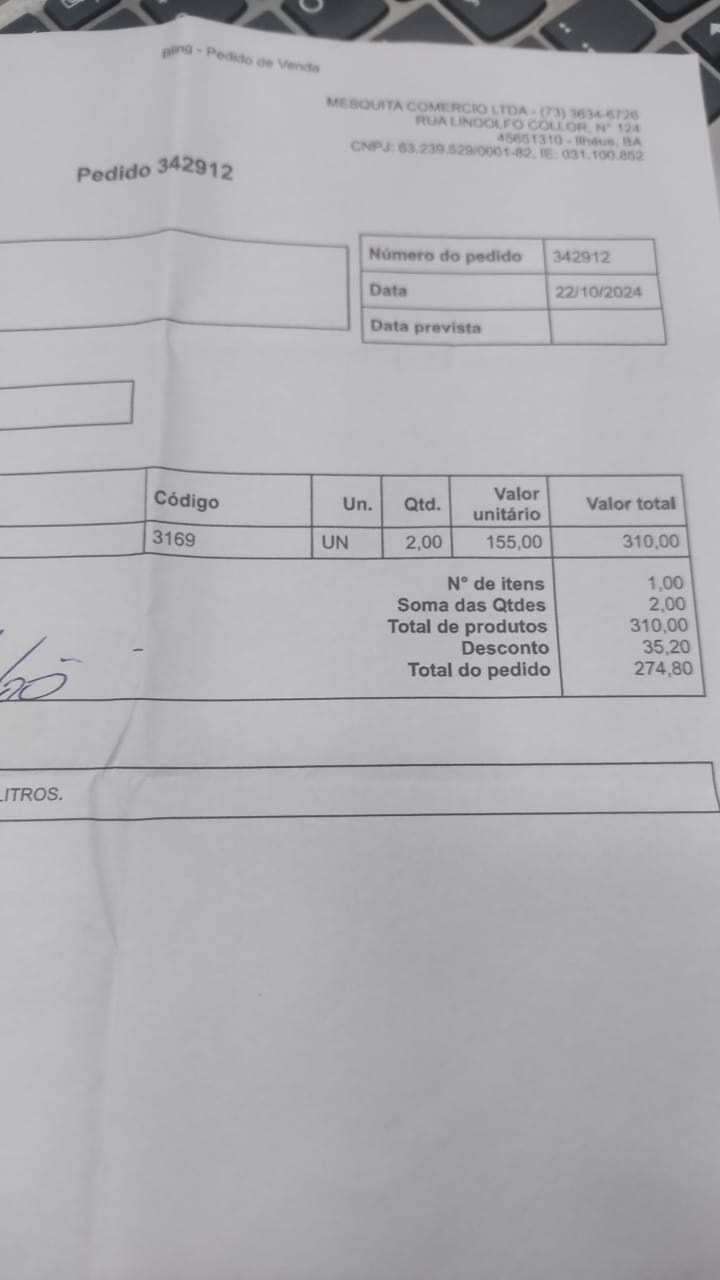 Bling - Pedido de Venda
MESQUITA COMERCIO LTDA - (73) 3634-6726
RUA LINDOLFO COLLOR, N° 124
45651310 - Ilhéus, BA
CNPJ: 63.239.529/0001-82, IE: 031.100.852
Pedido 342912
Número do pedido 342912
Data 22/10/2024
Data prevista
Código Un. Qtd. Valor unitário Valor total
3169 UN 2,00 155,00 310,00
N° de itens 1,00
Soma das Qtdes 2,00
Total de produtos 310,00
Desconto 35,20
Total do pedido 274,80
LITROS.